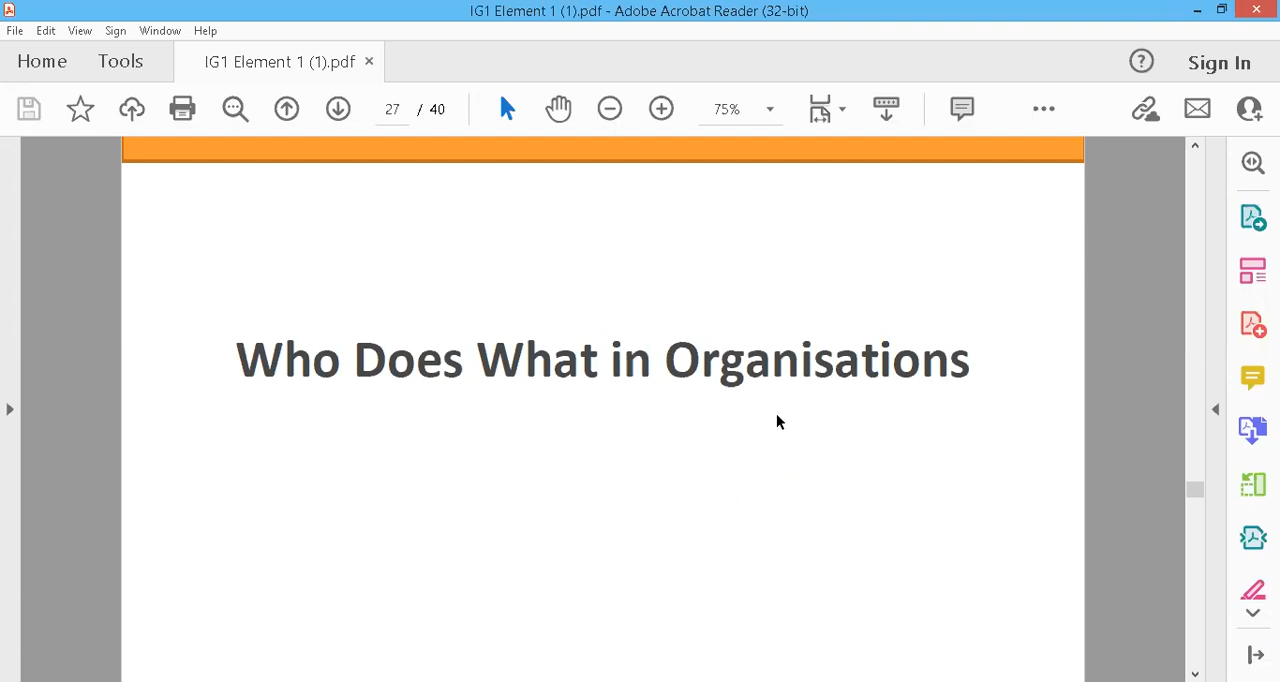 IG1 Element 1 (1).pdf - Adobe Acrobat Reader (32-bit)
File Edit View Sign Window Help
Home Tools IG1 Element 1 (1).pdf × Sign In
27 / 40 75%
Who Does What in Organisations